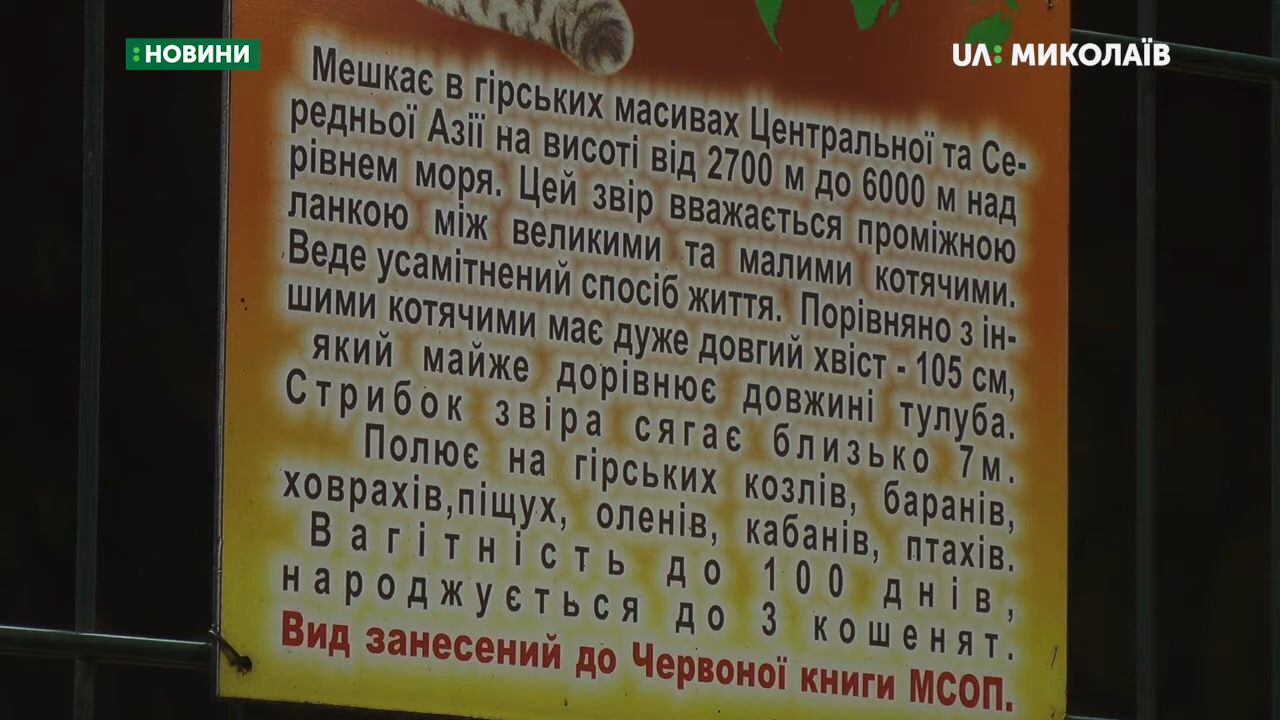 :НОВИНИ
UA: МИКОЛАЇВ
Мешкає в гірських масивах Центральної та Се-
редньої Азії на висоті від 2700 м до 6000 м над
рівнем моря. Цей звір вважається проміжною
ланкою між великими та малими котячими.
Веде усамітнений спосіб життя. Порівняно з ін-
шими котячими має дуже довгий хвіст - 105 см,
який майже дорівнює довжині тулуба.
Стрибок звіра сягає близько 7м.
Полює на гірських козлів, баранів,
ховрахів,піщух, оленів, кабанів, птахів.
Вагітність до 100 днів,
народжується до 3 кошенят.
Вид занесений до Червоної книги МСОП.